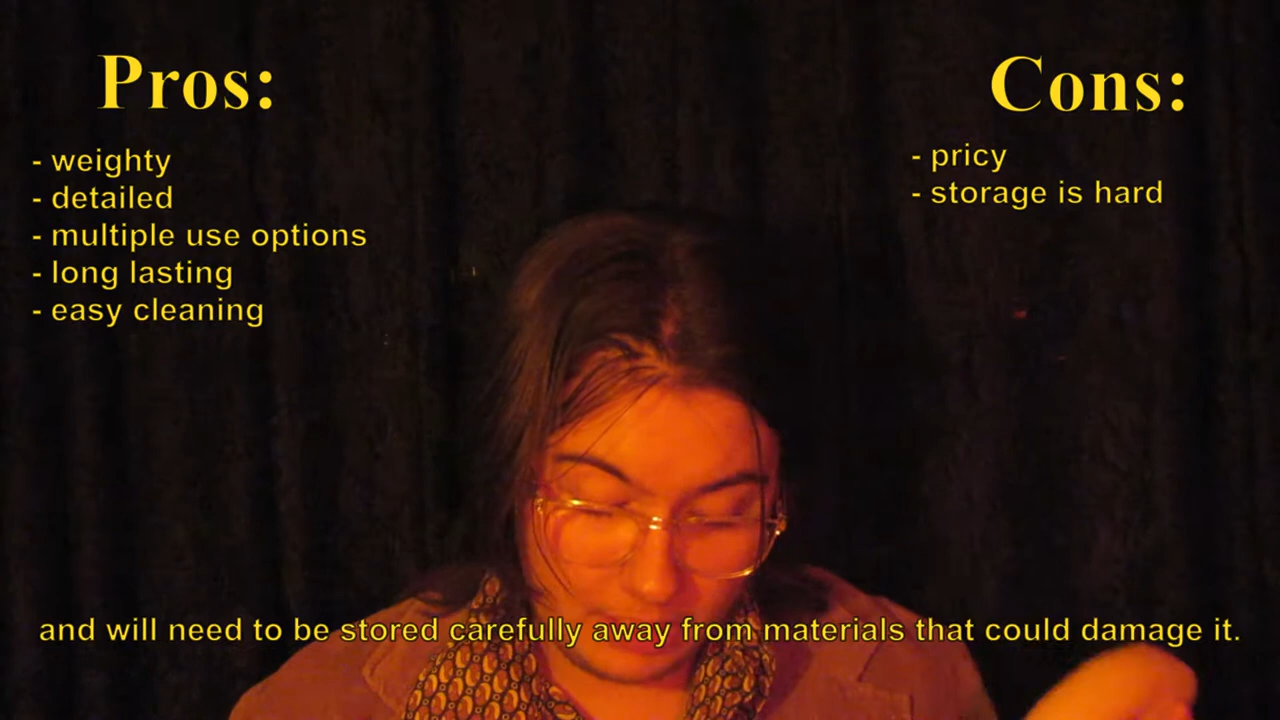 Pros:
- weighty
- detailed
- multiple use options
- long lasting
- easy cleaning
Cons:
- pricy
- storage is hard
and will need to be stored carefully away from materials that could damage it.